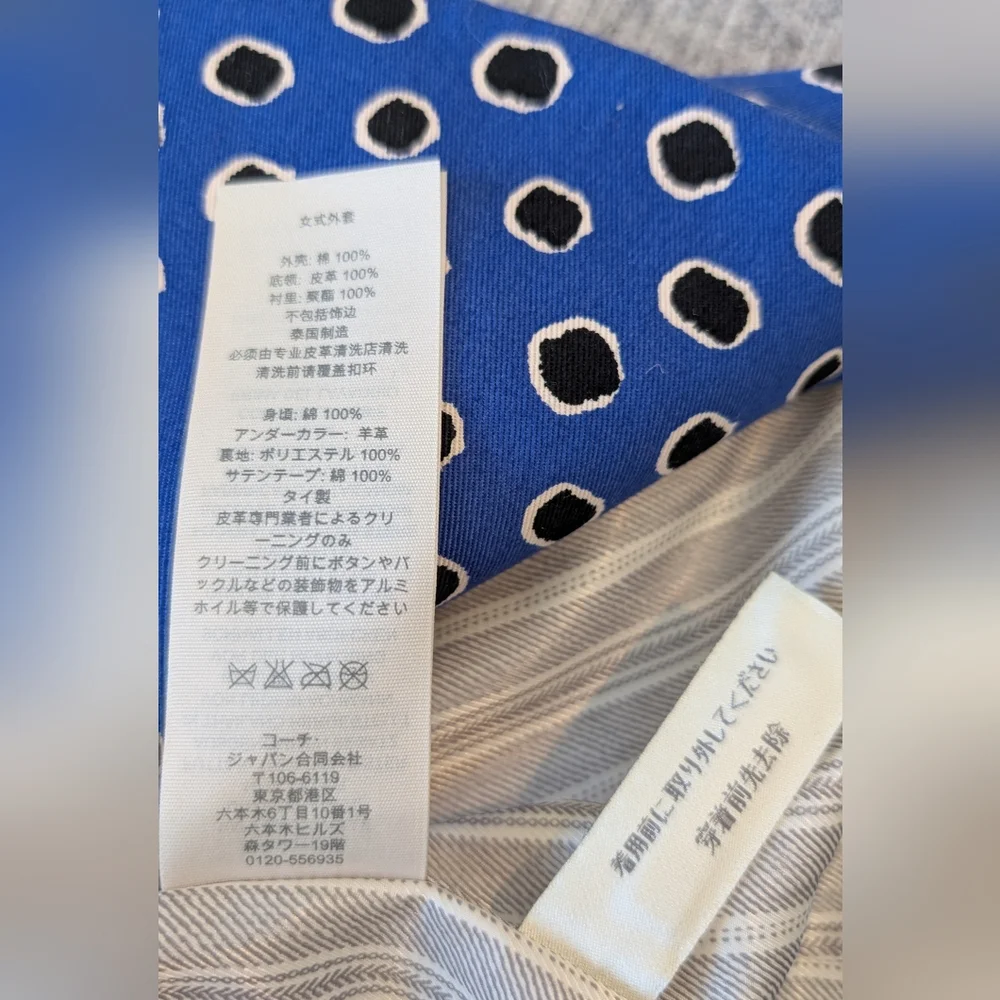 女式外套
外壳: 棉 100%
底领: 皮革 100%
衬里: 聚酯 100%
不包括饰边
泰国制造
必须由专业皮革清洗店清洗
清洗前请覆盖扣环
身頃: 綿 100%
アンダーカラー: 羊革
裏地: ポリエステル 100%
サテンテープ: 綿 100%
タイ製
皮革専門業者によるクリ
ーニングのみ
クリーニング前にボタンやバ
ックルなどの装飾物をアルミ
ホイル等で保護してください
コーチ・
ジャパン合同会社
〒106-6119
東京都港区
六本木6丁目10番1号
六本木ヒルズ
森タワー19階
0120-556935
着用前に取り外してください
穿着前先去除